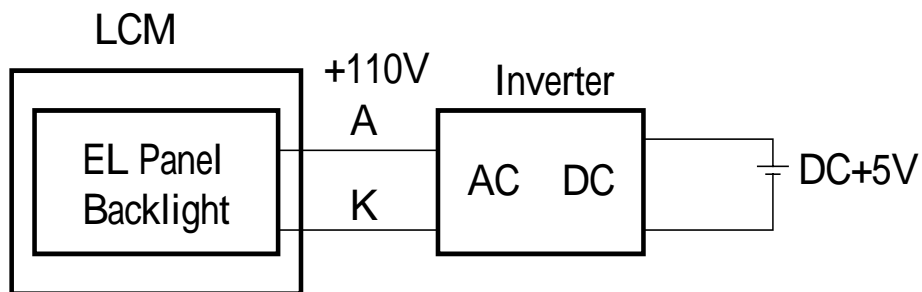 LCM
+110V
Inverter
A
EL Panel
Backlight
AC DC
DC+5V
K